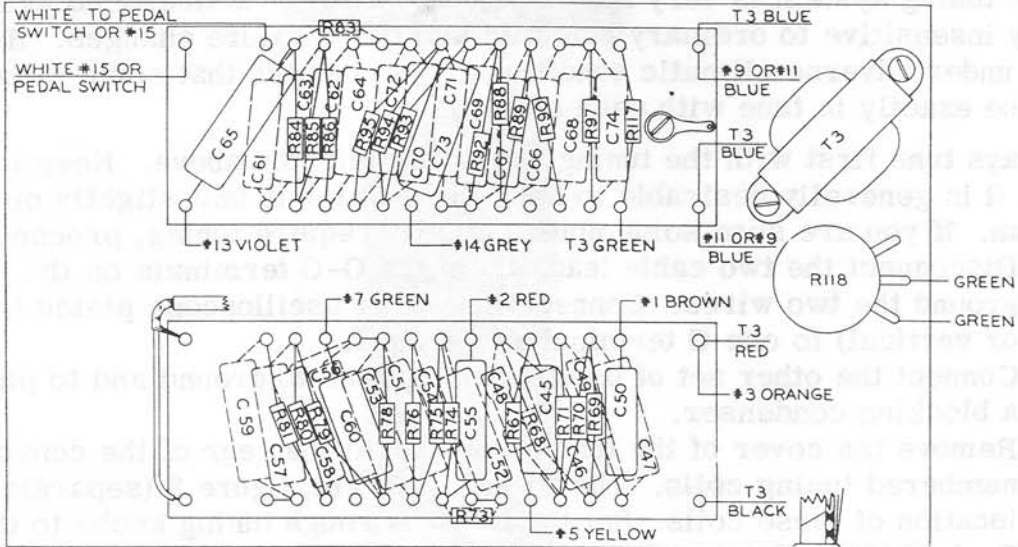 WHITE TO PEDAL
SWITCH OR #15
WHITE #15 OR
PEDAL SWITCH
R83
T3 BLUE
#9 OR #11
BLUE
T3
BLUE
T3
C65
C61
R84
C63
R85
C62
R86
C64
R95
R94
C72
R93
C70
C73
C71
C69
R92
R88
C67
R89
C66
R90
C68
R97
C74
R117
#13 VIOLET
#14 GREY
T3 GREEN
#11 OR #9
BLUE
R118
GREEN
GREEN
#7 GREEN
#2 RED
#1 BROWN
T3
RED
#3 ORANGE
C59
R81
C57
R80
R79
C58
C56
C60
C53
R78
C51
R76
C54
R75
R74
C55
C48
R67
C52
R68
C41
R71
R70
C46
C49
R69
C50
C47
R73
#5 YELLOW
T3
BLACK